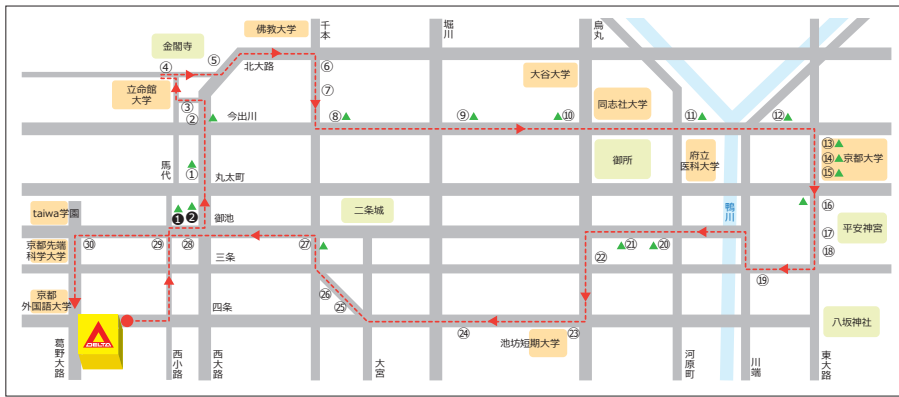 佛教大学
千本
堀川
烏丸
金閣寺
④
⑤
北大路
⑥
⑦
大谷大学
立命館
大学
③
②
今出川
⑧
⑨
⑩
同志社大学
⑪
⑫
馬代
①
丸太町
御所
府立
医科大学
⑬
⑭
⑮
京都大学
taiwa学園
❶
❷
御池
二条城
鴨川
⑯
⑰
⑱
平安神宮
京都先端
科学大学
㉚
㉙
㉘
三条
㉗
㉒
㉑
⑳
⑲
京都
外国語大学
四条
㉖
㉕
㉔
池坊短期大学
㉓
八坂神社
DELTA
葛野大路
西小路
西大路
大宮
河原町
川端
東大路